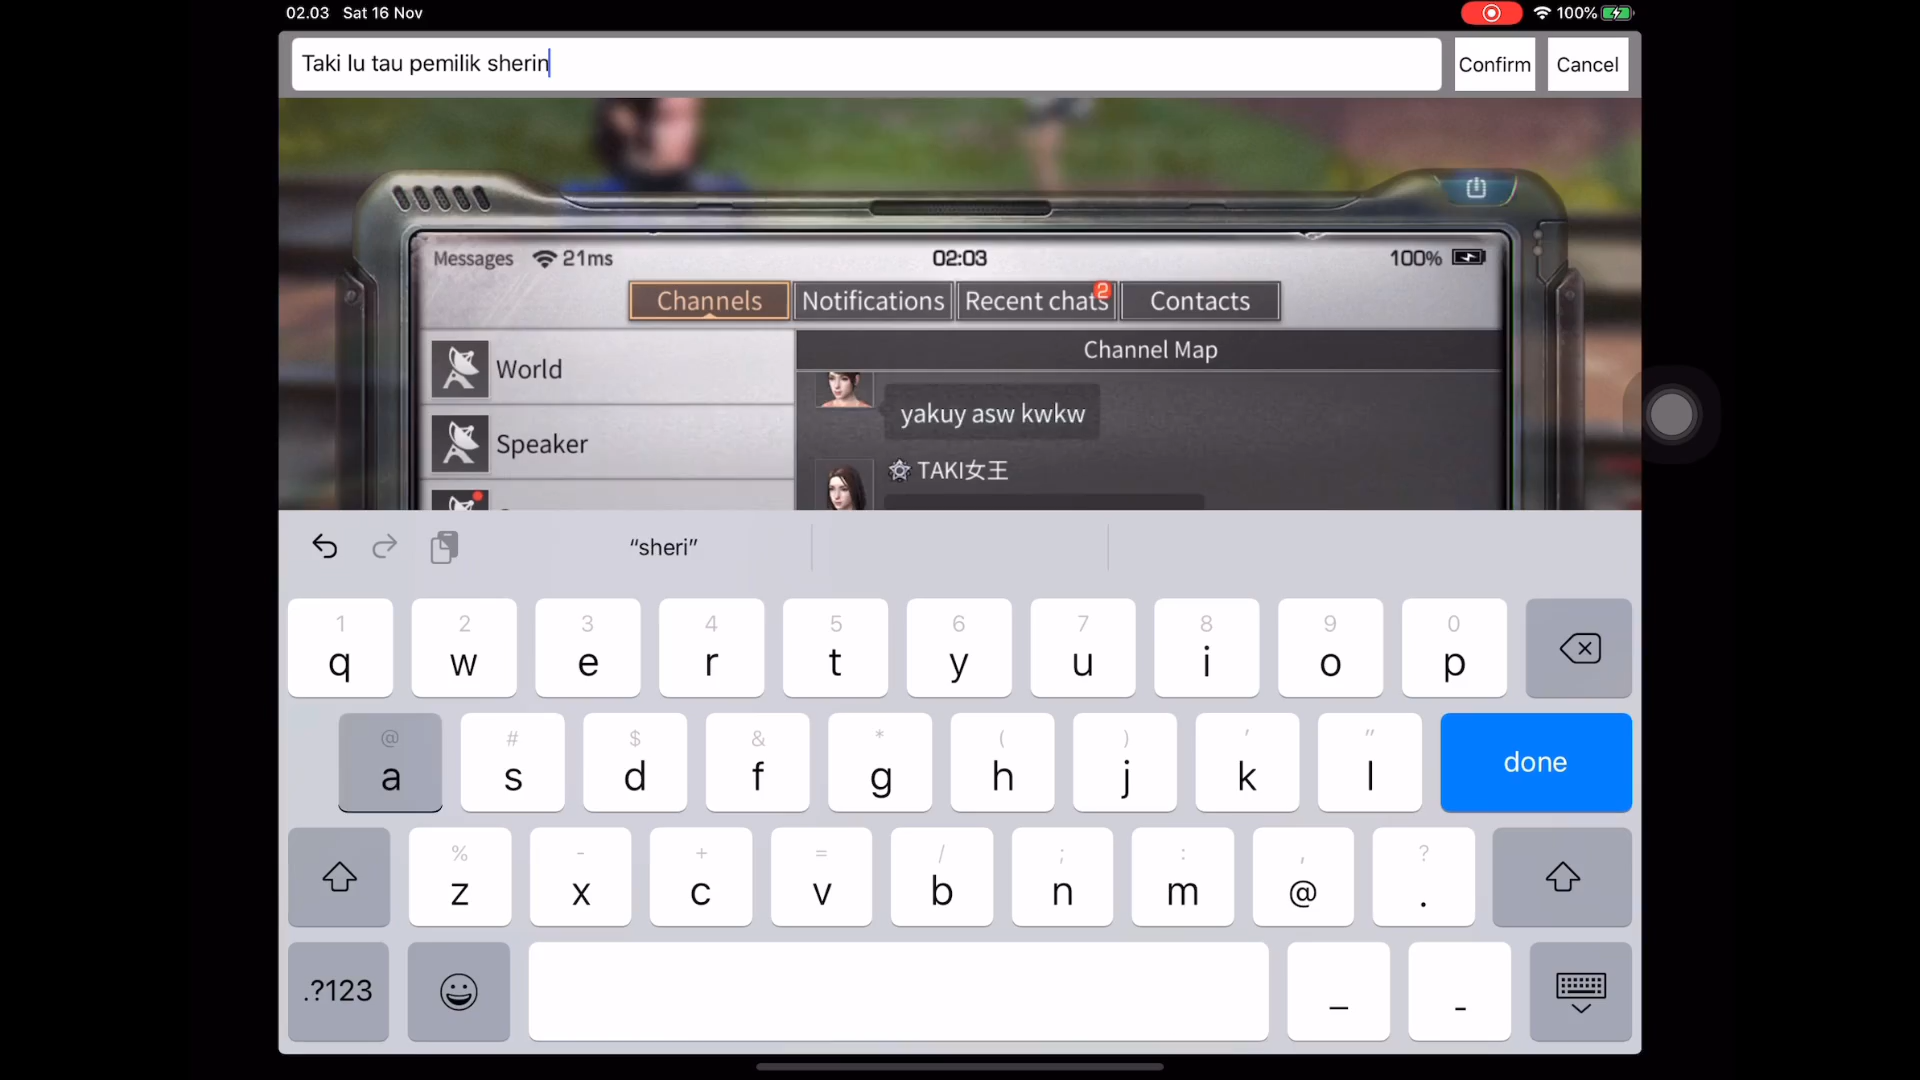 02.03 Sat 16 Nov
100%
Taki lu tau pemilik sherin
Confirm
Cancel
Messages 21ms
02:03
100%
Channels
Notifications
Recent chats
2
Contacts
World
Channel Map
yakuy asw kwkw
Speaker
TAKI女王
“sheri”
1 2 3 4 5 6 7 8 9 0
q w e r t y u i o p
@ # $ & * ( ) ' "
a s d f g h j k l
done
% - + = / ; : , ?
z x c v b n m @ .
.?123
_ -